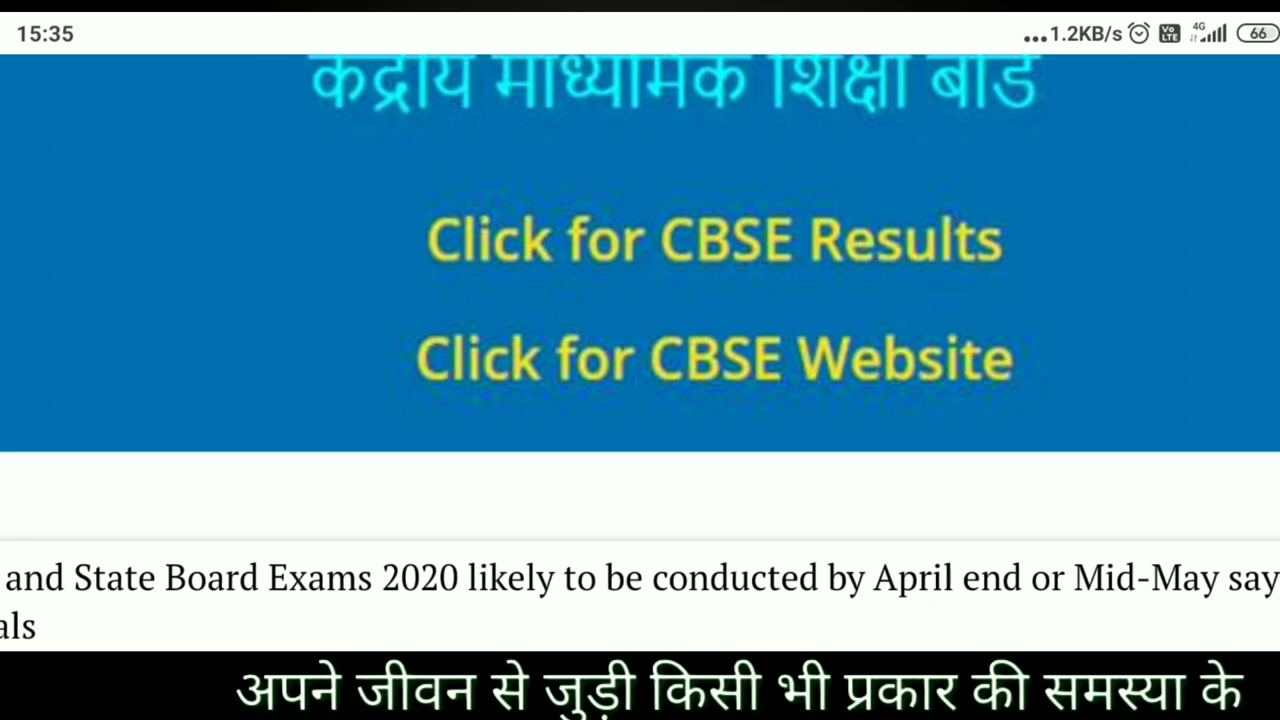 15:35
...1.2KB/s 4G 66
केंद्रीय माध्यमिक शिक्षा बोर्ड
Click for CBSE Results
Click for CBSE Website
and State Board Exams 2020 likely to be conducted by April end or Mid-May say
als
अपने जीवन से जुड़ी किसी भी प्रकार की समस्या के